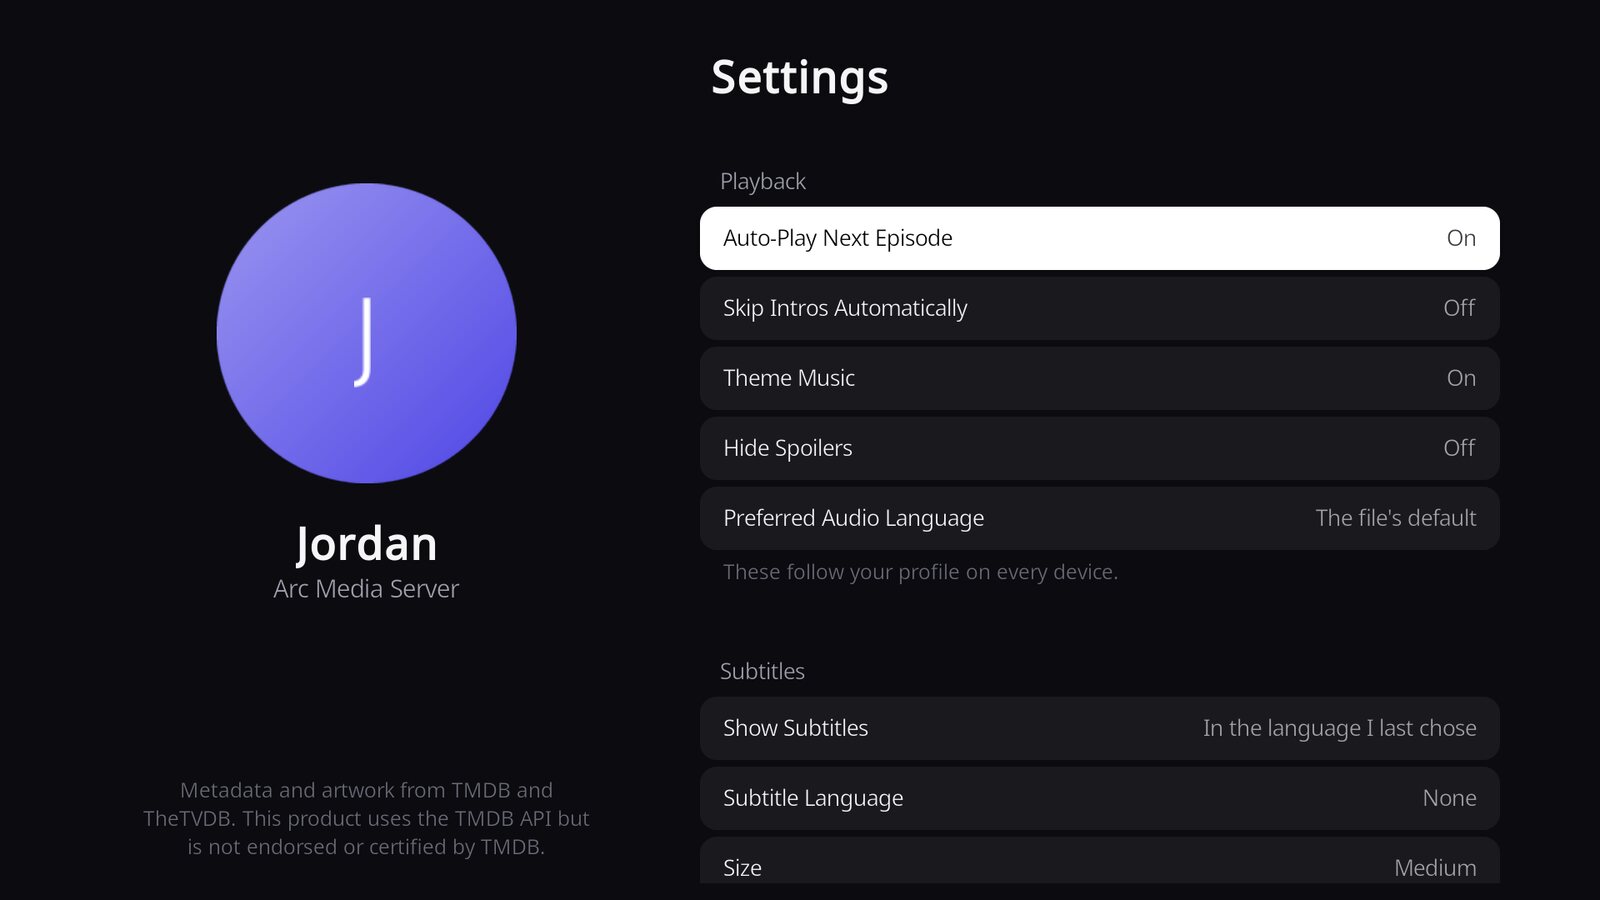 Settings
J
Jordan
Arc Media Server
Metadata and artwork from TMDB and
TheTVDB. This product uses the TMDB API but
is not endorsed or certified by TMDB.
Playback
Auto-Play Next Episode On
Skip Intros Automatically Off
Theme Music On
Hide Spoilers Off
Preferred Audio Language The file's default
These follow your profile on every device.
Subtitles
Show Subtitles In the language I last chose
Subtitle Language None
Size Medium